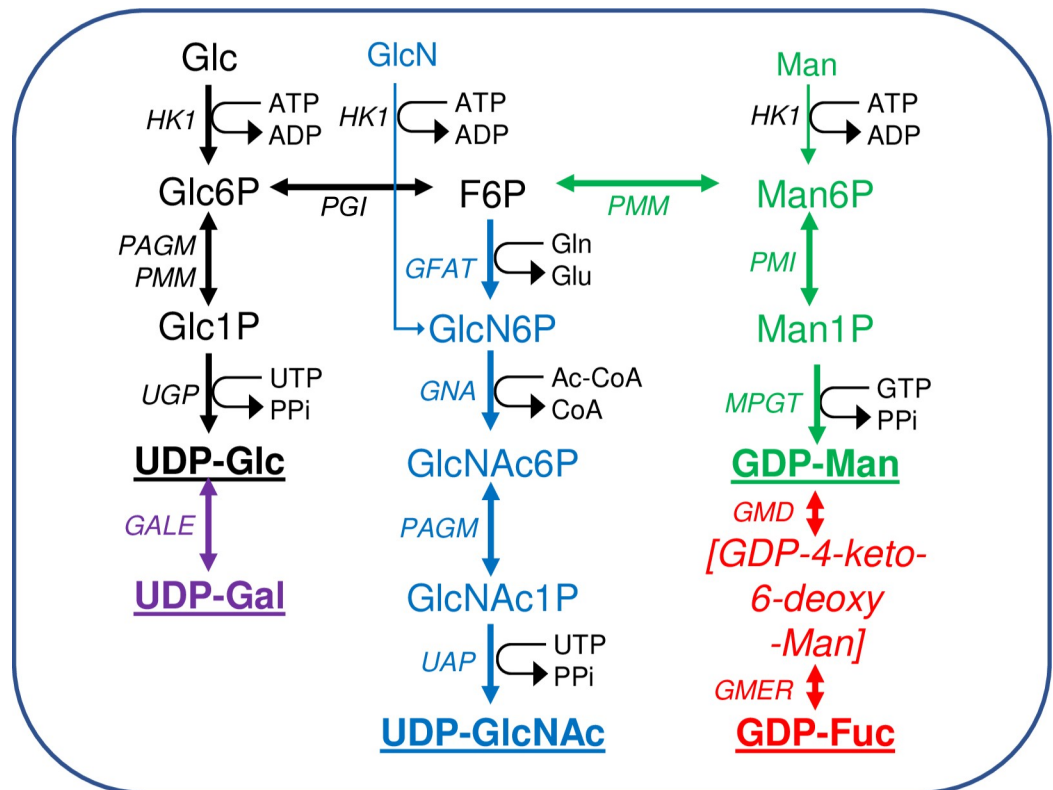 Glc
GlcN
Man
HK1
ATP
ADP
HK1
ATP
ADP
HK1
ATP
ADP
Glc6P
PGI
F6P
PMM
Man6P
PAGM
PMM
GFAT
Gln
Glu
PMI
Glc1P
GlcN6P
Man1P
UGP
UTP
PPi
GNA
Ac-CoA
CoA
MPGT
GTP
PPi
UDP-Glc
GlcNAc6P
GDP-Man
GALE
PAGM
GMD
[GDP-4-keto-
6-deoxy
-Man]
UDP-Gal
GlcNAc1P
UAP
UTP
PPi
GMER
UDP-GlcNAc
GDP-Fuc